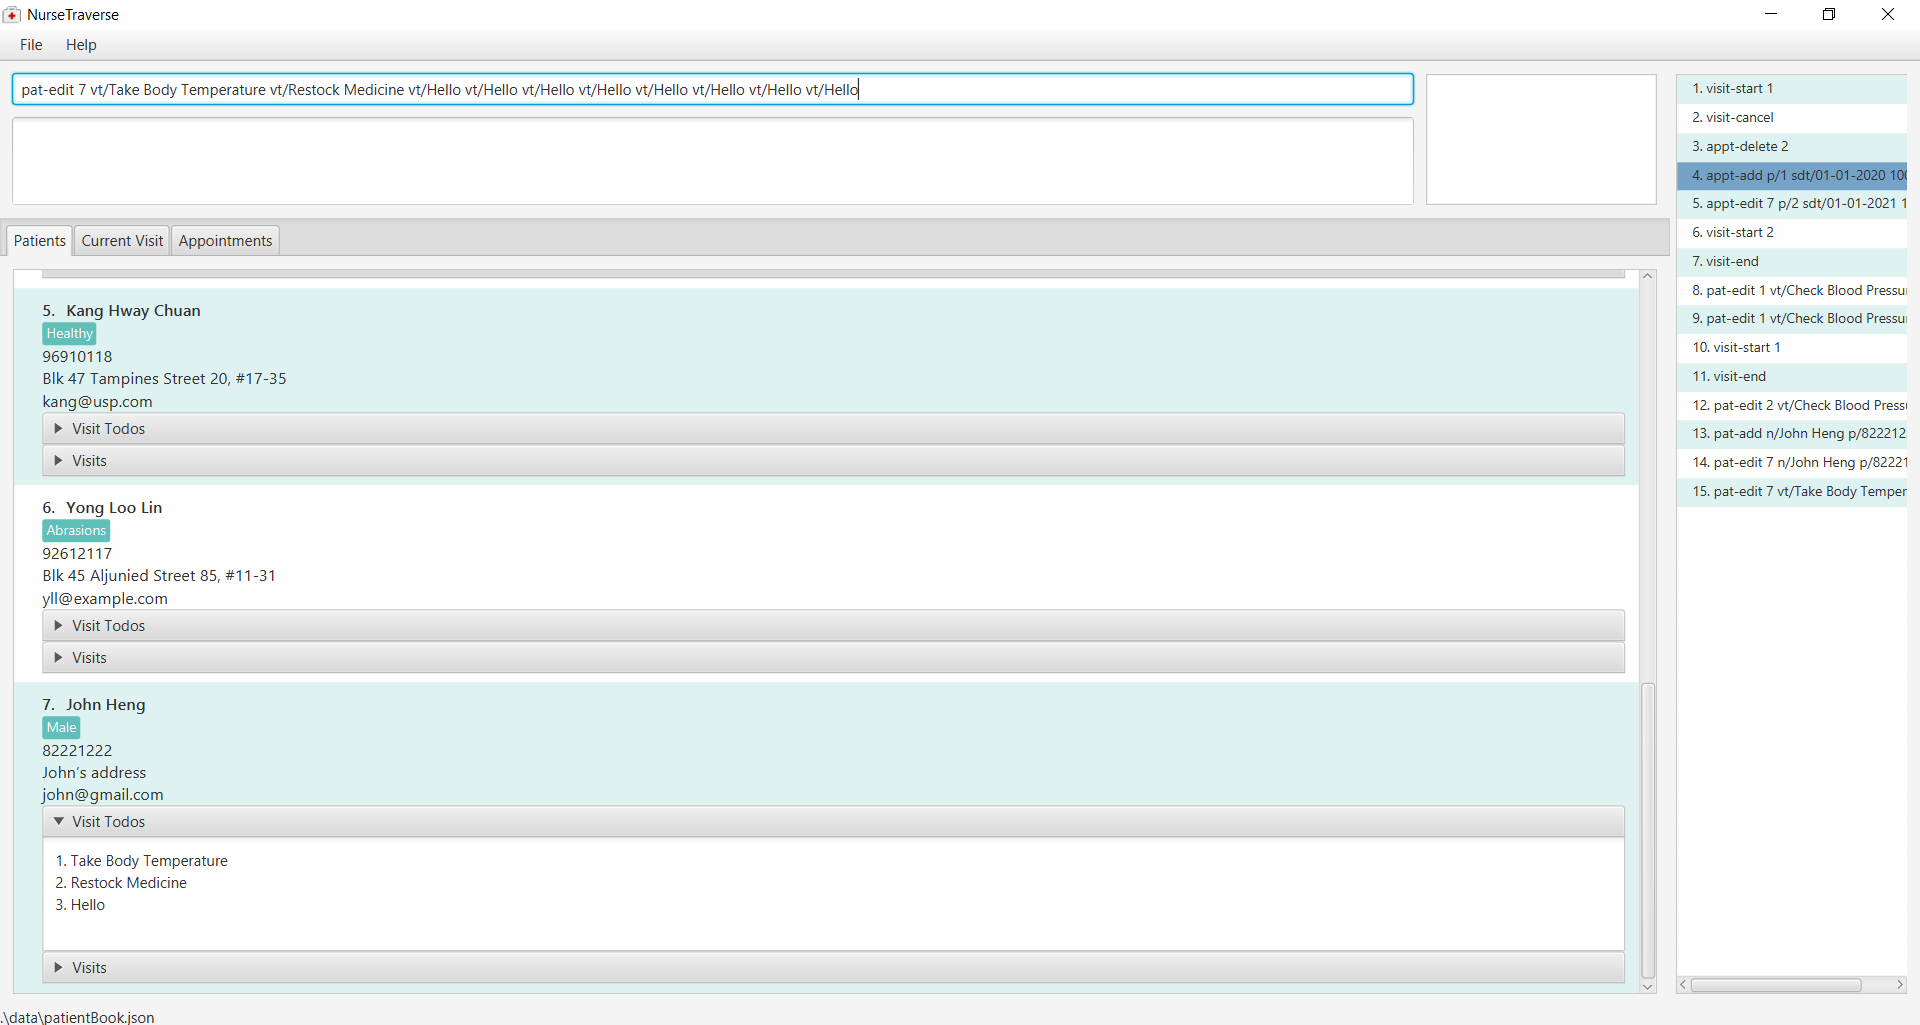 NurseTraverse
File Help
pat-edit 7 vt/Take Body Temperature vt/Restock Medicine vt/Hello vt/Hello vt/Hello vt/Hello vt/Hello vt/Hello vt/Hello vt/Hello
Patients Current Visit Appointments
5. Kang Hway Chuan
Healthy
96910118
Blk 47 Tampines Street 20, #17-35
kang@usp.com
Visit Todos
Visits
6. Yong Loo Lin
Abrasions
92612117
Blk 45 Aljunied Street 85, #11-31
yll@example.com
Visit Todos
Visits
7. John Heng
Male
82221222
John's address
john@gmail.com
Visit Todos
1. Take Body Temperature
2. Restock Medicine
3. Hello
Visits
1. visit-start 1
2. visit-cancel
3. appt-delete 2
4. appt-add p/1 sdt/01-01-2020 100
5. appt-edit 7 p/2 sdt/01-01-2021 1
6. visit-start 2
7. visit-end
8. pat-edit 1 vt/Check Blood Pressu
9. pat-edit 1 vt/Check Blood Pressu
10. visit-start 1
11. visit-end
12. pat-edit 2 vt/Check Blood Press
13. pat-add n/John Heng p/822212
14. pat-edit 7 n/John Heng p/82221
15. pat-edit 7 vt/Take Body Temper
.\data\patientBook.json